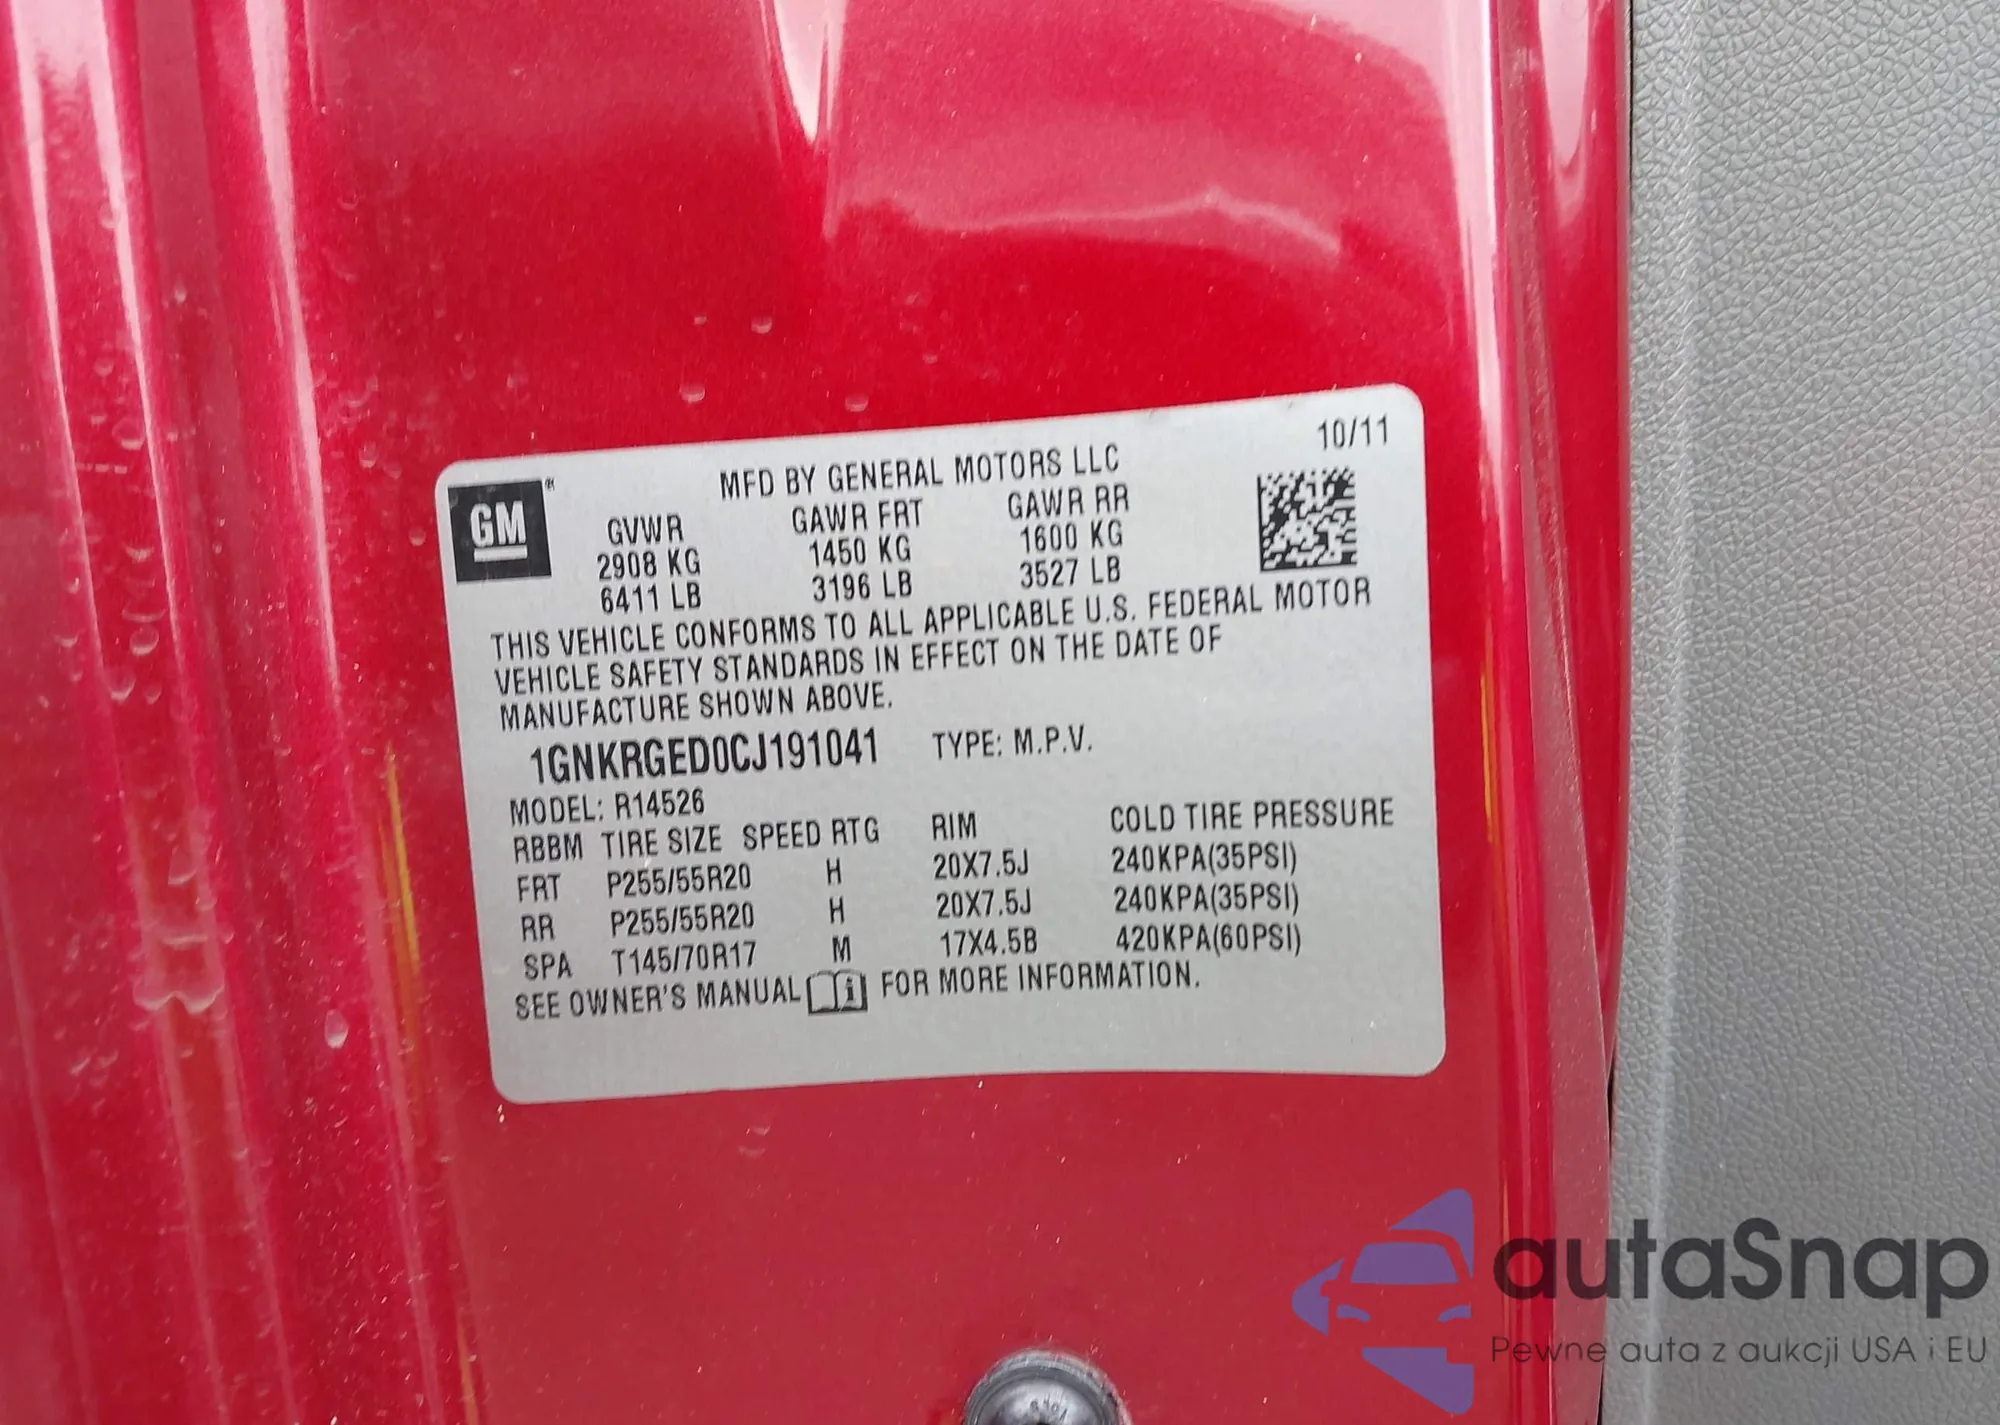 10/11
MFD BY GENERAL MOTORS LLC
GM®
GVWR GAWR FRT GAWR RR
2908 KG 1450 KG 1600 KG
6411 LB 3196 LB 3527 LB
THIS VEHICLE CONFORMS TO ALL APPLICABLE U.S. FEDERAL MOTOR
VEHICLE SAFETY STANDARDS IN EFFECT ON THE DATE OF
MANUFACTURE SHOWN ABOVE.
1GNKRGED0CJ191041 TYPE: M.P.V.
MODEL: R14526
RBBM TIRE SIZE SPEED RTG RIM COLD TIRE PRESSURE
FRT P255/55R20 H 20X7.5J 240KPA(35PSI)
RR P255/55R20 H 20X7.5J 240KPA(35PSI)
SPA T145/70R17 M 17X4.5B 420KPA(60PSI)
SEE OWNER'S MANUAL i FOR MORE INFORMATION.
autaSnap
Pewne auta z aukcji USA i EU